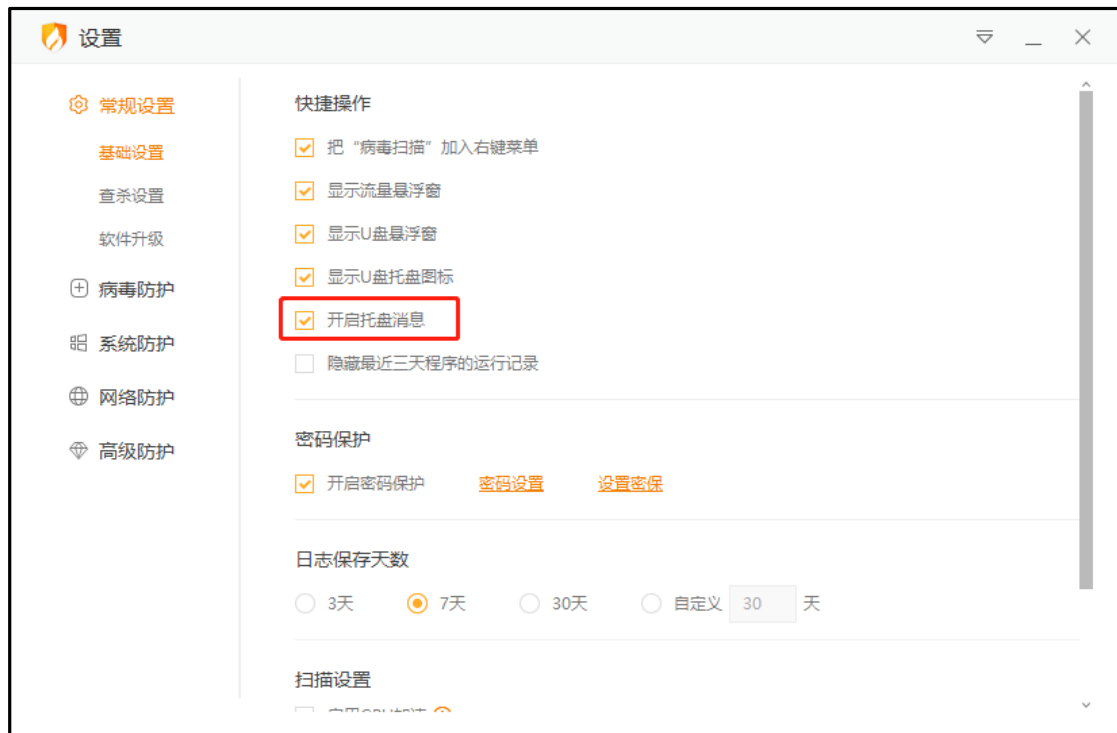 设置
常规设置
基础设置
查杀设置
软件升级
病毒防护
系统防护
网络防护
高级防护
快捷操作
把“病毒扫描”加入右键菜单
显示流量悬浮窗
显示U盘悬浮窗
显示U盘托盘图标
开启托盘消息
隐藏最近三天程序的运行记录
密码保护
开启密码保护 密码设置 设置密保
日志保存天数
3天 7天 30天 自定义 30 天
扫描设置